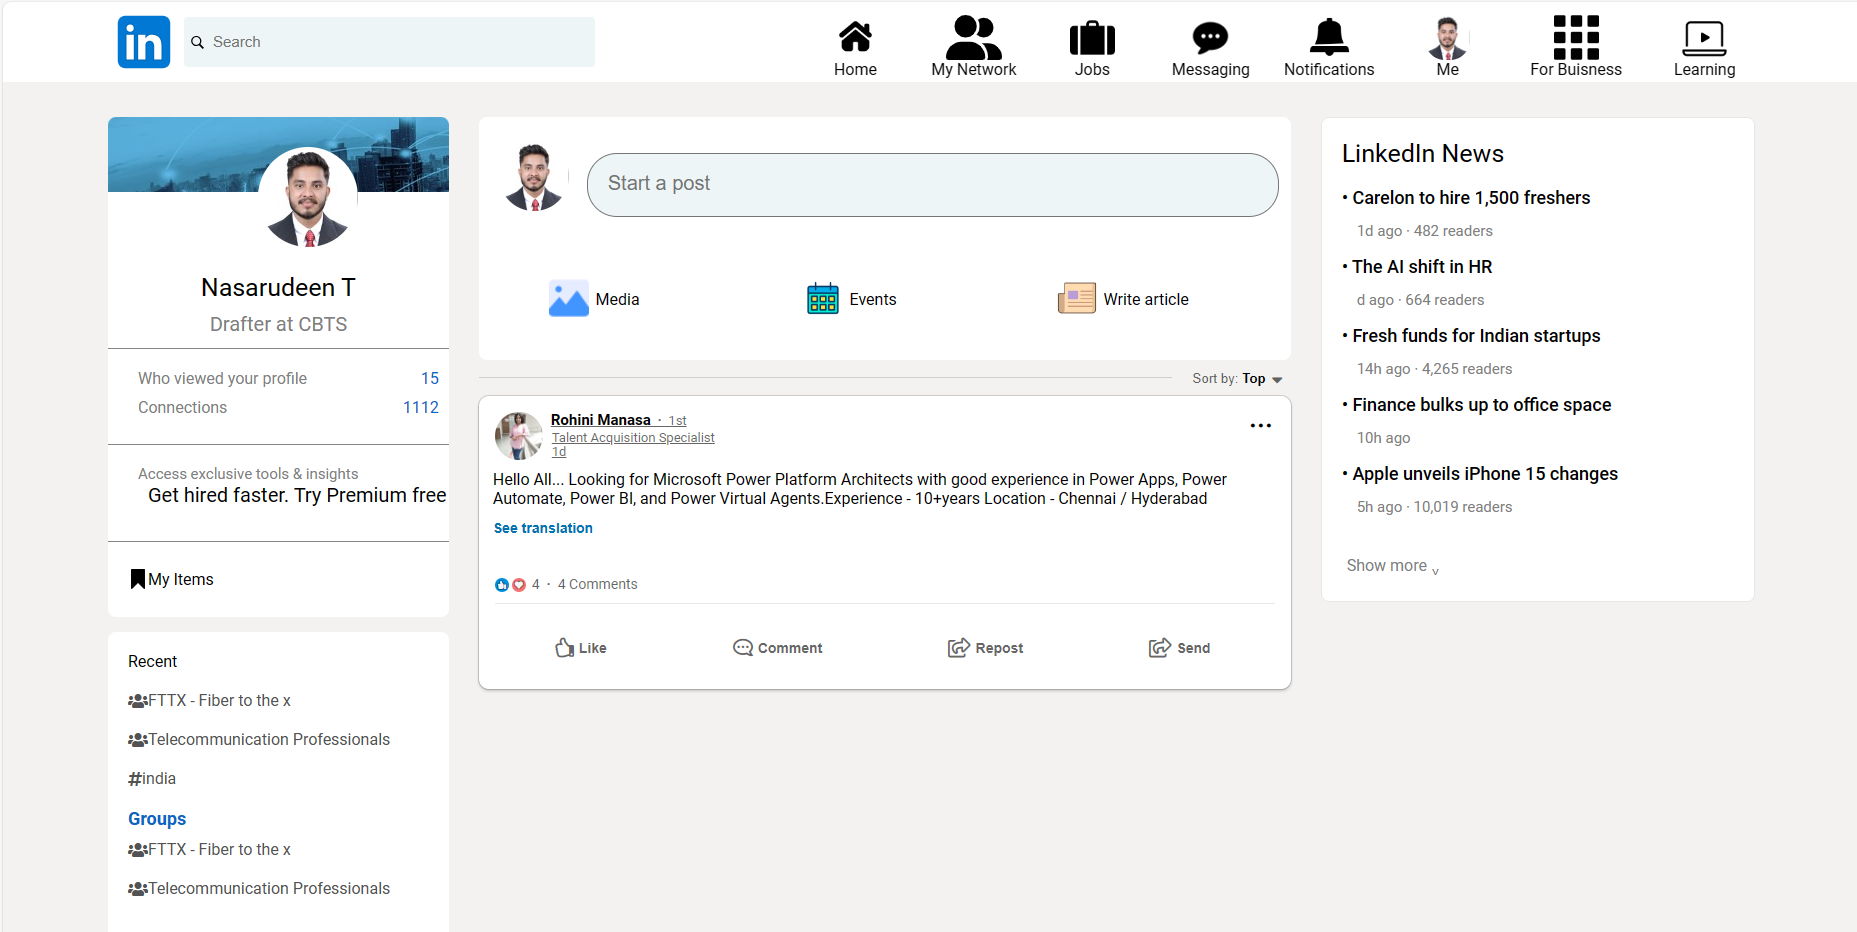 in
Search
Home
My Network
Jobs
Messaging
Notifications
Me
For Buisness
Learning
Nasarudeen T
Drafter at CBTS
Who viewed your profile 15
Connections 1112
Access exclusive tools & insights
Get hired faster. Try Premium free
My Items
Recent
FTTX - Fiber to the x
Telecommunication Professionals
#india
Groups
FTTX - Fiber to the x
Telecommunication Professionals
Start a post
Media
Events
Write article
Sort by: Top
Rohini Manasa · 1st
Talent Acquisition Specialist
1d
Hello All... Looking for Microsoft Power Platform Architects with good experience in Power Apps, Power
Automate, Power BI, and Power Virtual Agents.Experience - 10+years Location - Chennai / Hyderabad
See translation
4 · 4 Comments
Like
Comment
Repost
Send
LinkedIn News
• Carelon to hire 1,500 freshers
1d ago · 482 readers
• The AI shift in HR
d ago · 664 readers
• Fresh funds for Indian startups
14h ago · 4,265 readers
• Finance bulks up to office space
10h ago
• Apple unveils iPhone 15 changes
5h ago · 10,019 readers
Show more v